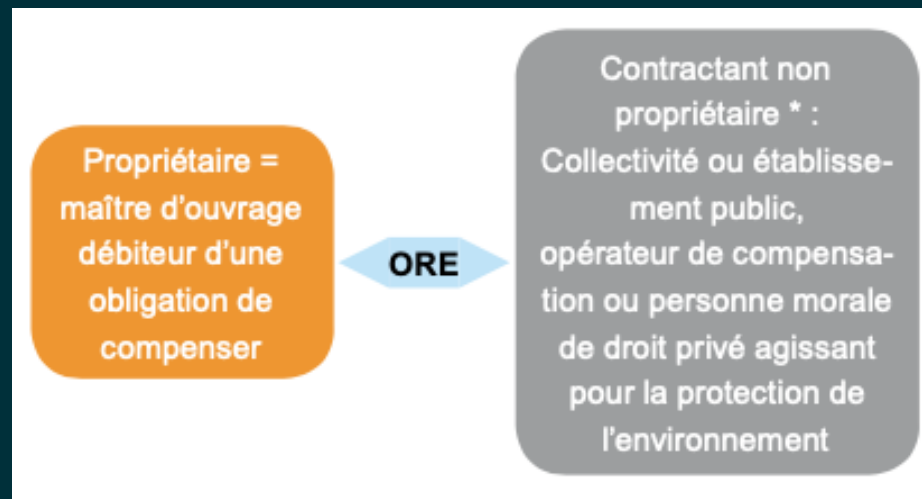 Propriétaire =
maître d'ouvrage
débiteur d'une
obligation de
compenser
ORE
Contractant non
propriétaire * :
Collectivité ou établisse-
ment public,
opérateur de compensa-
tion ou personne morale
de droit privé agissant
pour la protection de
l'environnement